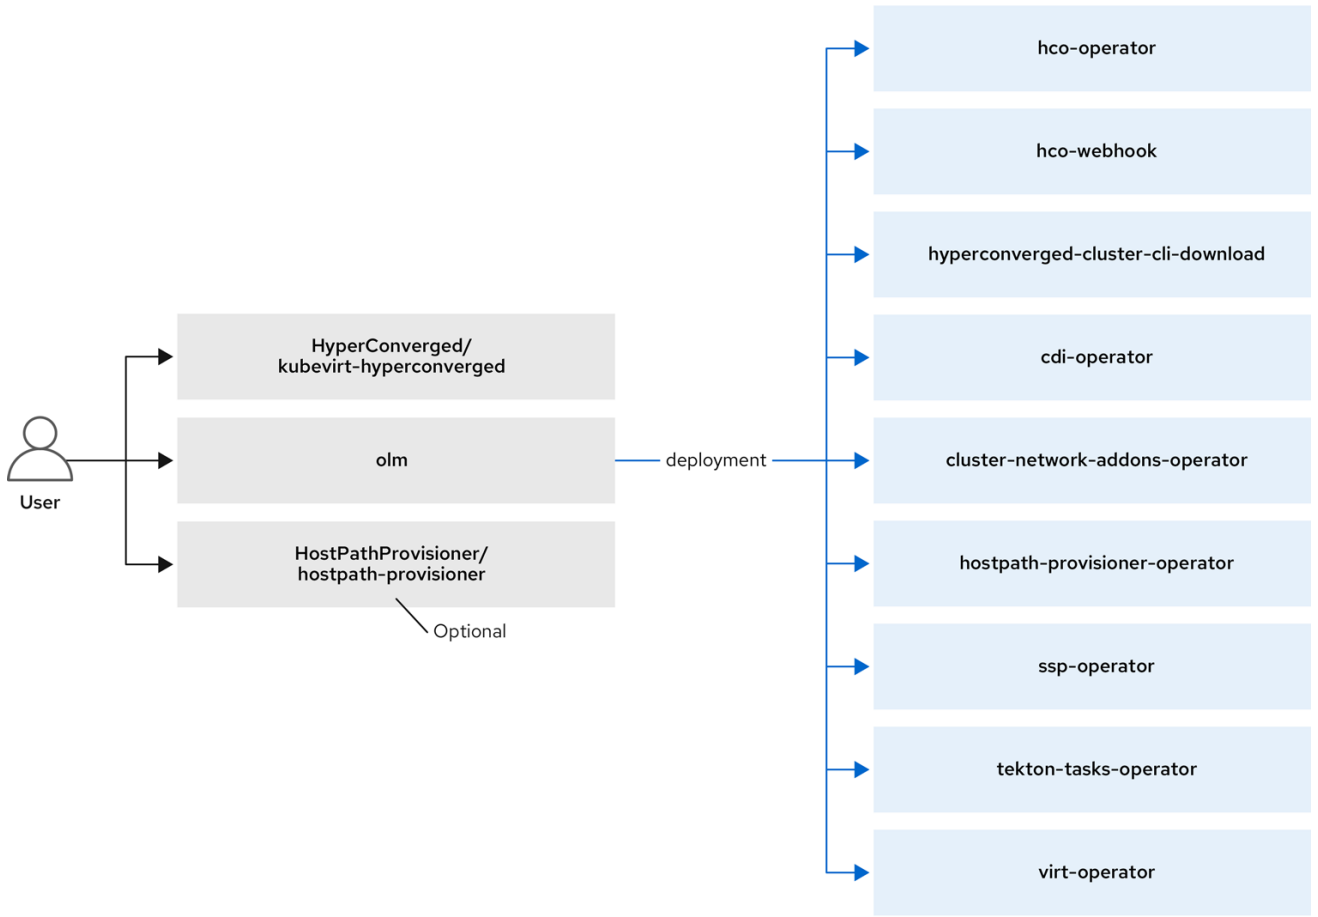 User
HyperConverged/
kubevirt-hyperconverged
olm
HostPathProvisioner/
hostpath-provisioner
Optional
deployment
hco-operator
hco-webhook
hyperconverged-cluster-cli-download
cdi-operator
cluster-network-addons-operator
hostpath-provisioner-operator
ssp-operator
tekton-tasks-operator
virt-operator